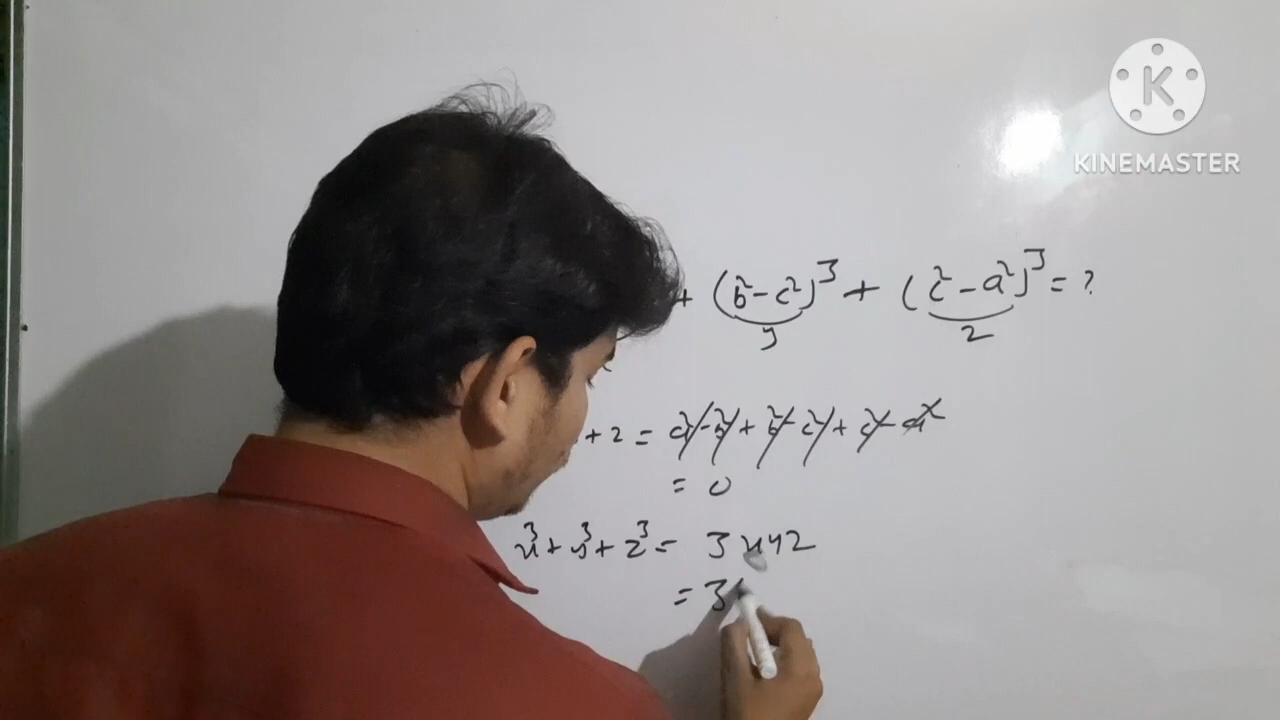 K
KINEMASTER
+ (b² - c²)³ + (c² - a²)³ = ?
y z
+ z = a² - b² + b² - c² + c² - a²
= 0
x³ + y³ + z³ = 3xyz
= 3